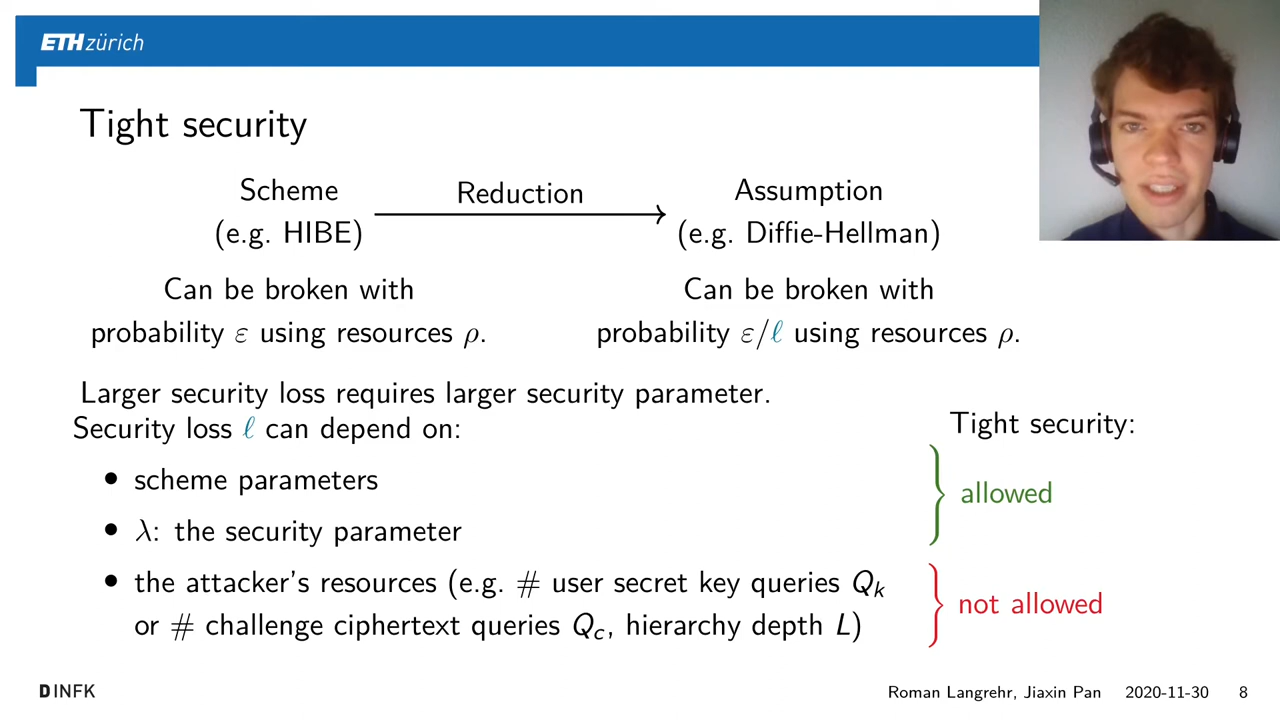 ETH zürich
Tight security
Scheme
(e.g. HIBE)
Reduction
Assumption
(e.g. Diffie-Hellman)
Can be broken with
probability ε using resources ρ.
Can be broken with
probability ε/ℓ using resources ρ.
Larger security loss requires larger security parameter.
Security loss ℓ can depend on:
Tight security:
• scheme parameters
• λ: the security parameter
allowed
• the attacker's resources (e.g. # user secret key queries Qₖ
or # challenge ciphertext queries Q_c, hierarchy depth L)
not allowed
DINFK
Roman Langrehr, Jiaxin Pan 2020-11-30 8